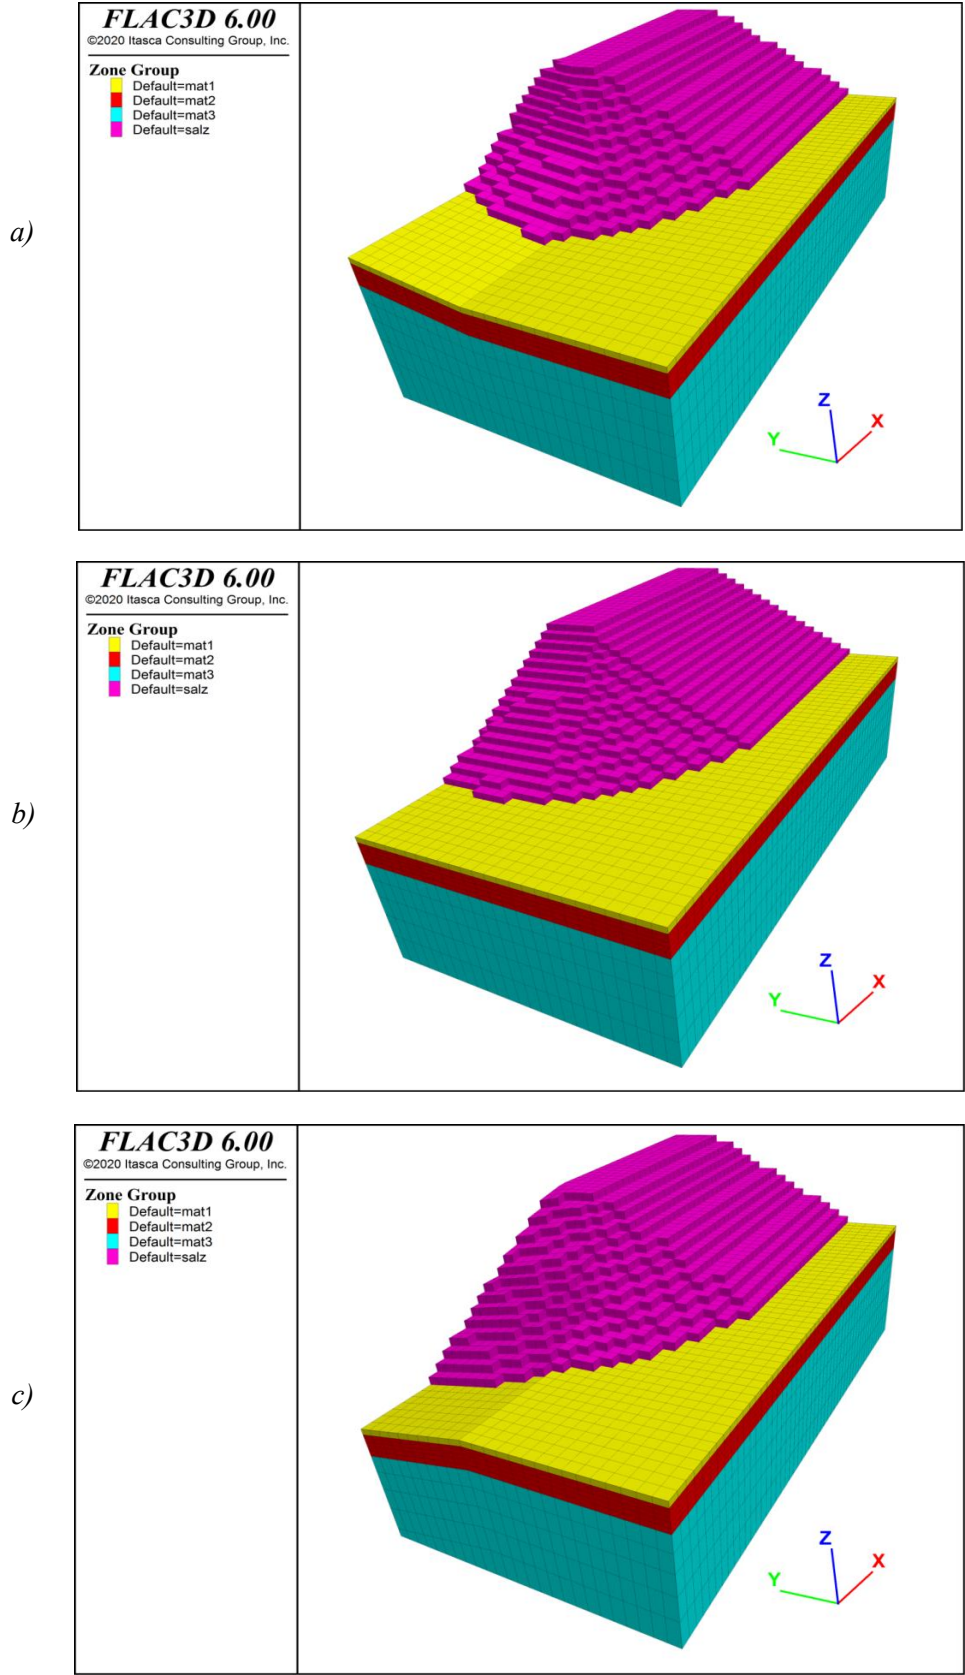 a)
FLAC3D 6.00
©2020 Itasca Consulting Group, Inc.
Zone Group
Default=mat1
Default=mat2
Default=mat3
Default=salz
Z
X
Y
b)
FLAC3D 6.00
©2020 Itasca Consulting Group, Inc.
Zone Group
Default=mat1
Default=mat2
Default=mat3
Default=salz
Z
X
Y
c)
FLAC3D 6.00
©2020 Itasca Consulting Group, Inc.
Zone Group
Default=mat1
Default=mat2
Default=mat3
Default=salz
Z
X
Y